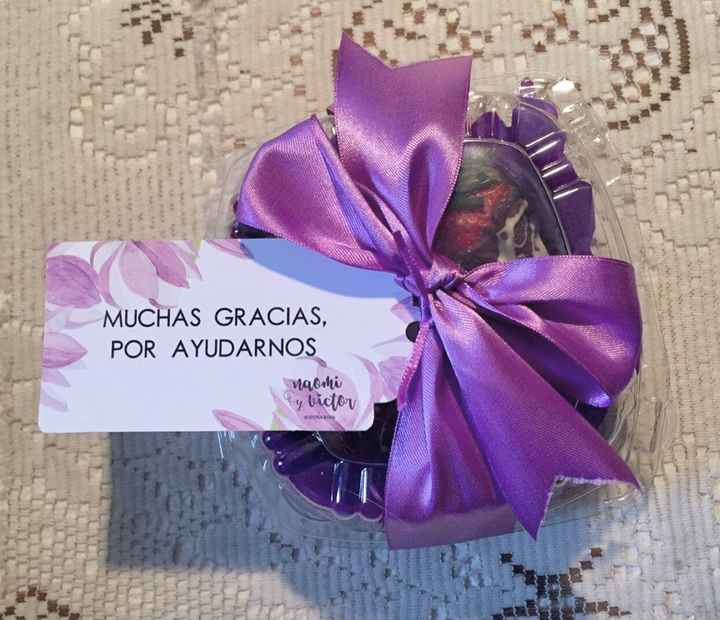 MUCHAS GRACIAS,
POR AYUDARNOS
naomi
y Victor